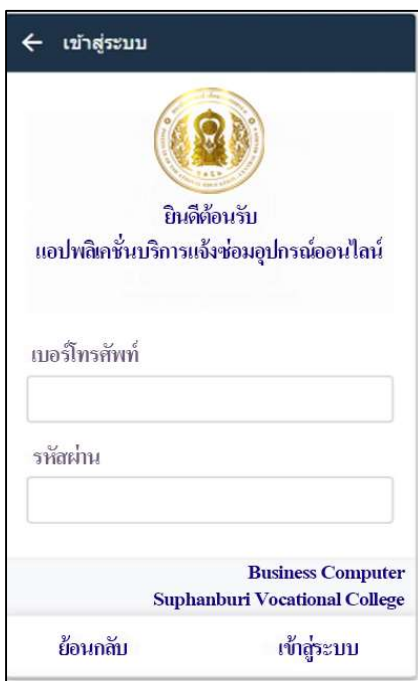 เข้าสู่ระบบ
ยินดีต้อนรับ
แอปพลิเคชั่นบริการแจ้งซ่อมอุปกรณ์ออนไลน์
เบอร์โทรศัพท์
รหัสผ่าน
Business Computer
Suphanburi Vocational College
ย้อนกลับ เข้าสู่ระบบ